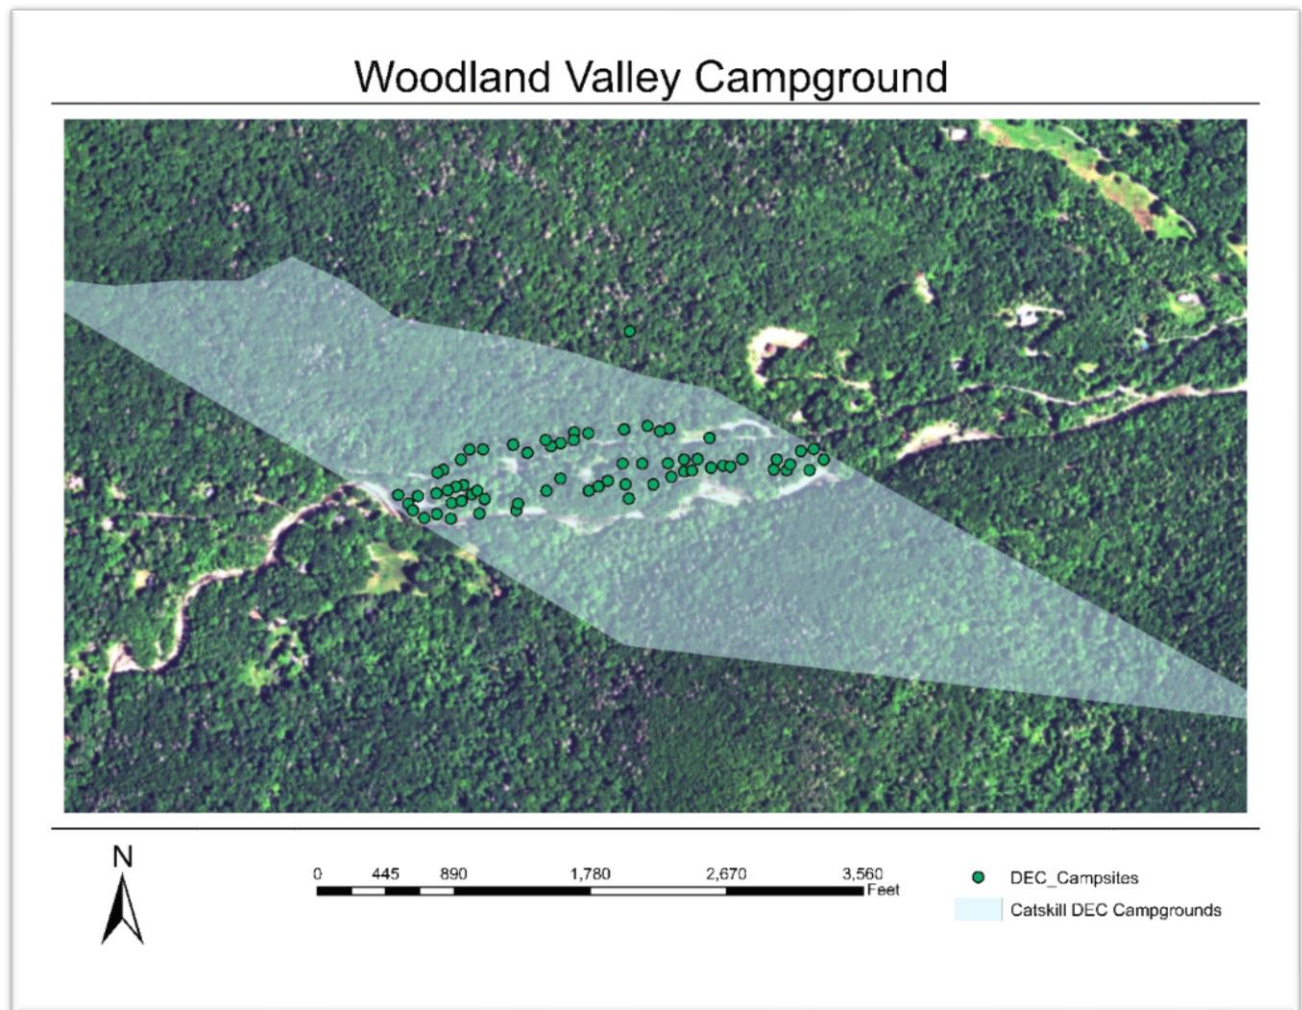 Woodland Valley Campground
N
0 445 890 1,780 2,670 3,560
Feet
DEC_Campsites
Catskill DEC Campgrounds